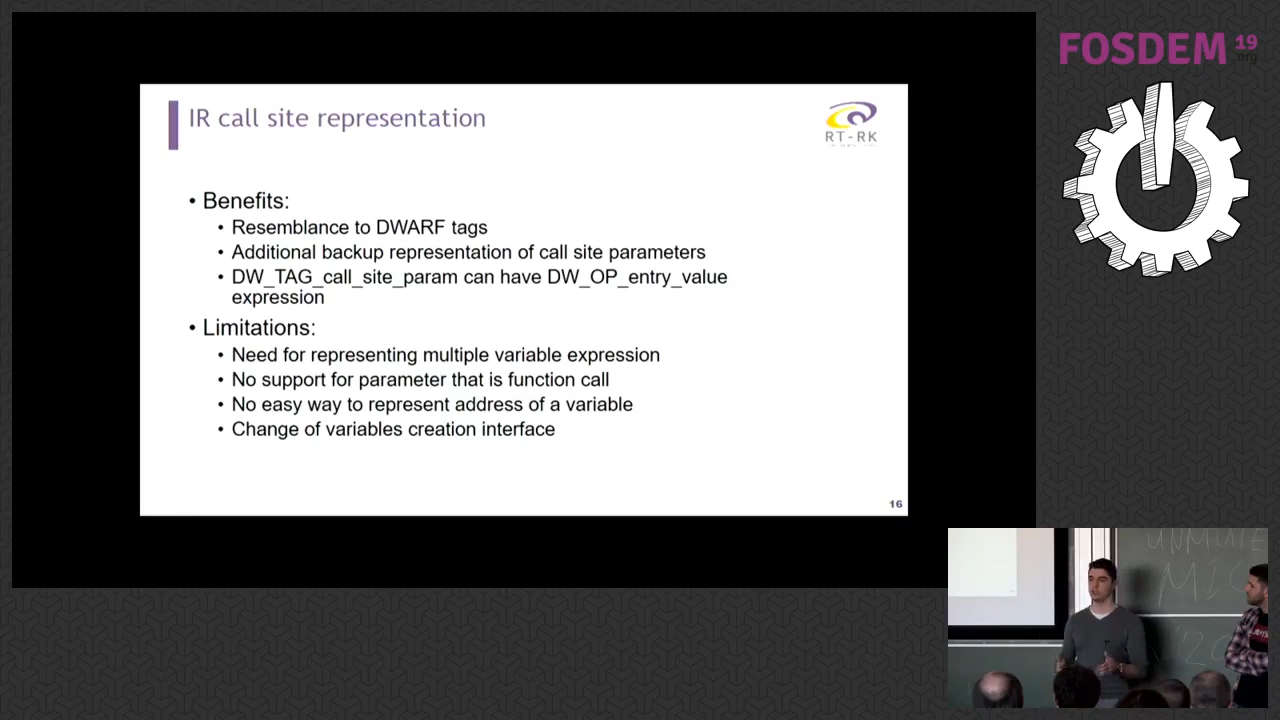 FOSDEM 19
.org
IR call site representation
RT-RK
• Benefits:
• Resemblance to DWARF tags
• Additional backup representation of call site parameters
• DW_TAG_call_site_param can have DW_OP_entry_value
expression
• Limitations:
• Need for representing multiple variable expression
• No support for parameter that is function call
• No easy way to represent address of a variable
• Change of variables creation interface
16
UNMUTE
MIC